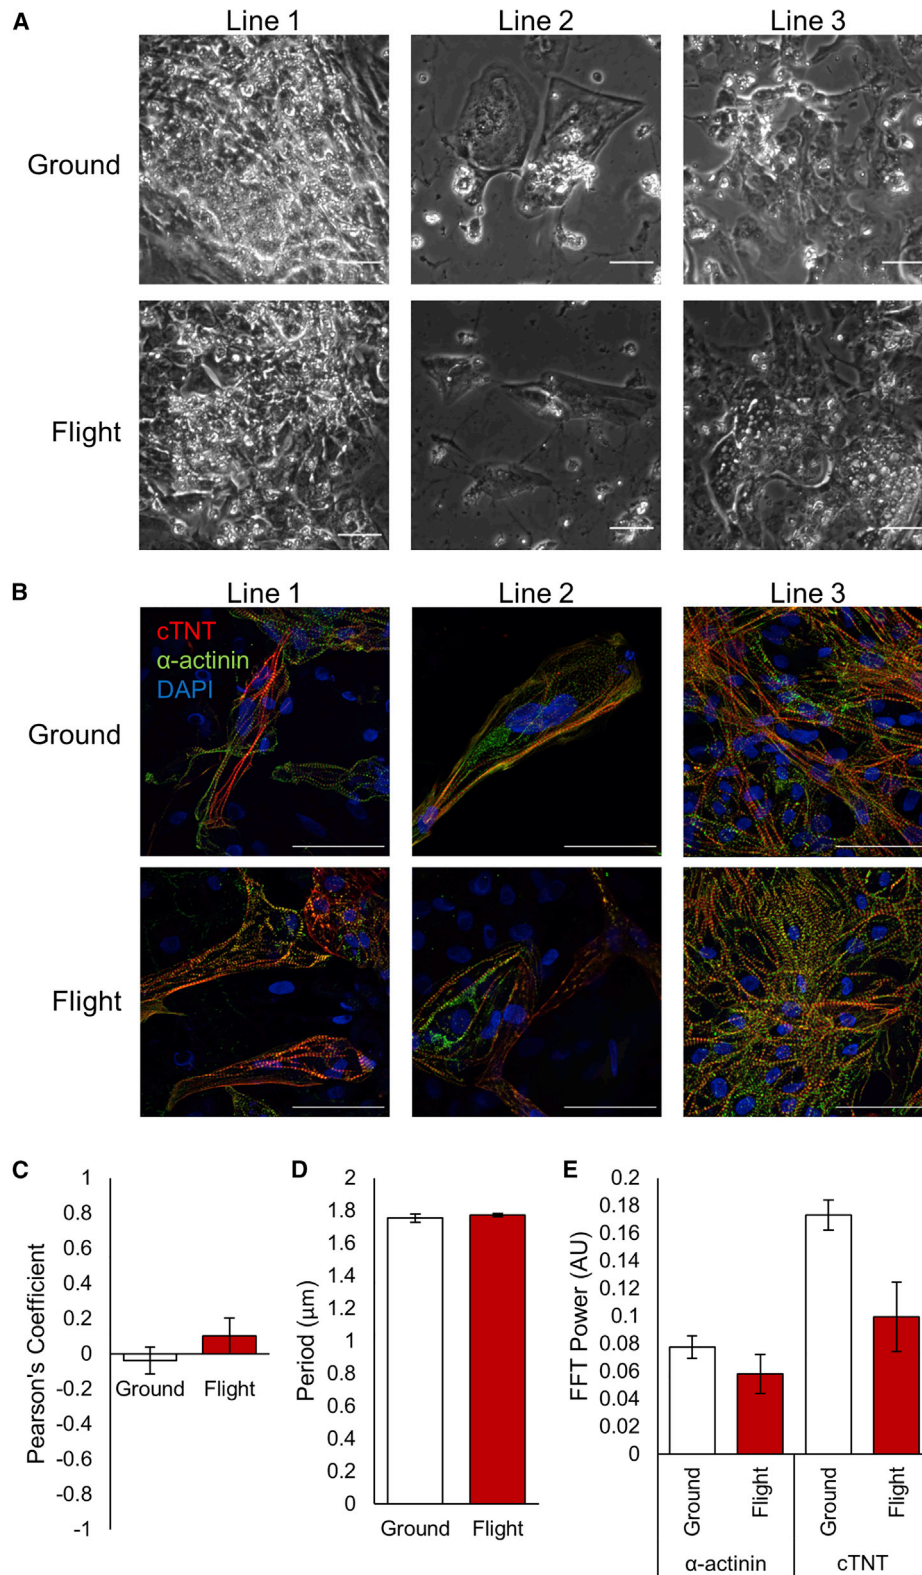 A
Line 1 Line 2 Line 3
Ground
Flight
B
Line 1 Line 2 Line 3
cTNT
α-actinin
DAPI
Ground
Flight
C
Pearson's Coefficient
1
0.8
0.6
0.4
0.2
0
-0.2
-0.4
-0.6
-0.8
-1
Ground Flight
D
Period (μm)
2
1.8
1.6
1.4
1.2
1
0.8
0.6
0.4
0.2
0
Ground Flight
E
FFT Power (AU)
0.2
0.18
0.16
0.14
0.12
0.1
0.08
0.06
0.04
0.02
0
Ground Flight Ground Flight
α-actinin cTNT